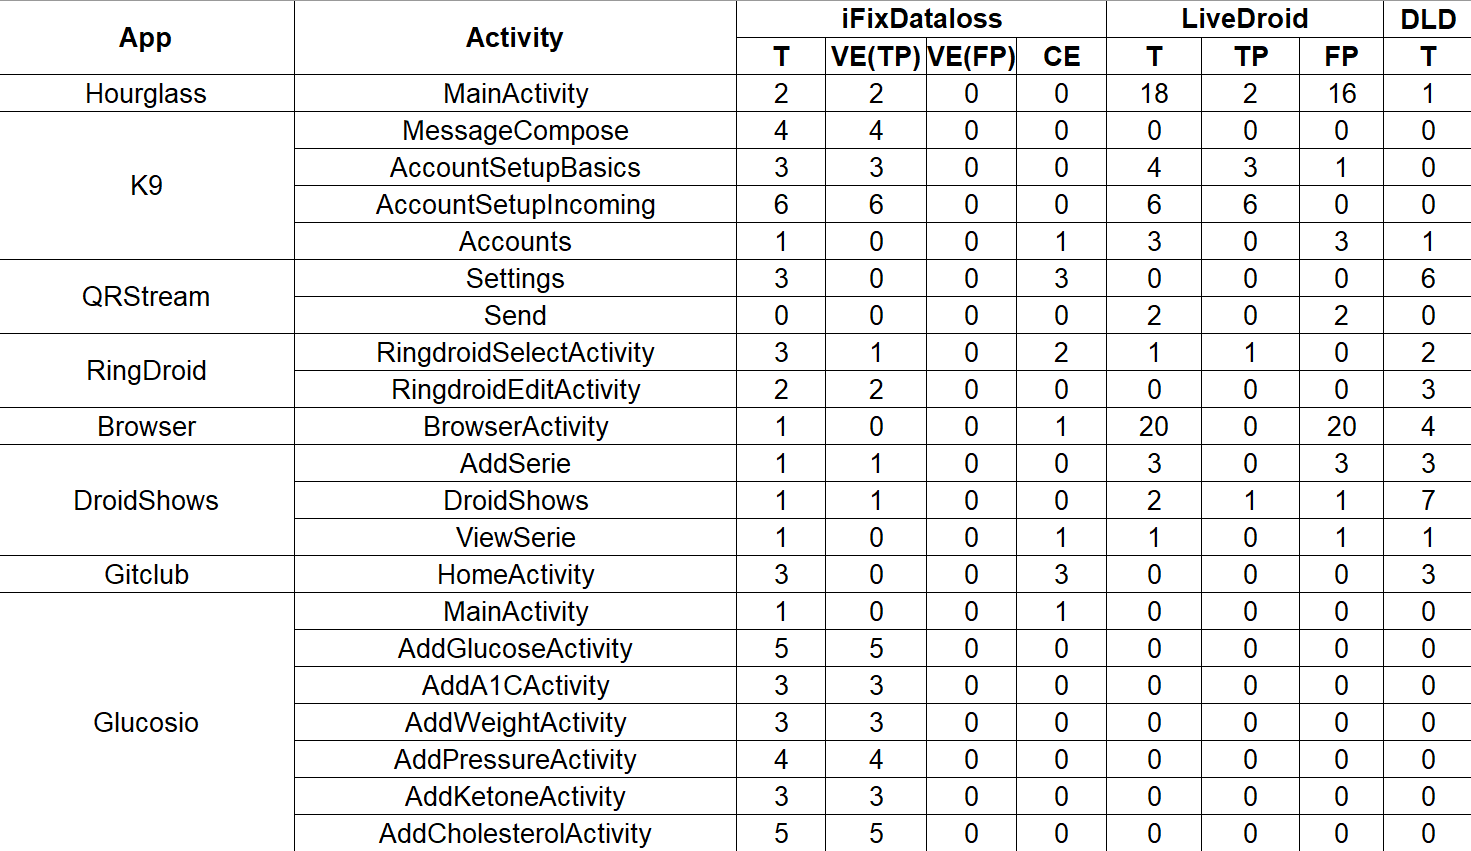 App Activity iFixDataloss LiveDroid DLD
T VE(TP) VE(FP) CE T TP FP T
Hourglass MainActivity 2 2 0 0 18 2 16 1
K9 MessageCompose 4 4 0 0 0 0 0 0
AccountSetupBasics 3 3 0 0 4 3 1 0
AccountSetupIncoming 6 6 0 0 6 6 0 0
Accounts 1 0 0 1 3 0 3 1
QRStream Settings 3 0 0 3 0 0 0 6
Send 0 0 0 0 2 0 2 0
RingDroid RingdroidSelectActivity 3 1 0 2 1 1 0 2
RingdroidEditActivity 2 2 0 0 0 0 0 3
Browser BrowserActivity 1 0 0 1 20 0 20 4
DroidShows AddSerie 1 1 0 0 3 0 3 3
DroidShows 1 1 0 0 2 1 1 7
ViewSerie 1 0 0 1 1 0 1 1
Gitclub HomeActivity 3 0 0 3 0 0 0 3
Glucosio MainActivity 1 0 0 1 0 0 0 0
AddGlucoseActivity 5 5 0 0 0 0 0 0
AddA1CActivity 3 3 0 0 0 0 0 0
AddWeightActivity 3 3 0 0 0 0 0 0
AddPressureActivity 4 4 0 0 0 0 0 0
AddKetoneActivity 3 3 0 0 0 0 0 0
AddCholesterolActivity 5 5 0 0 0 0 0 0